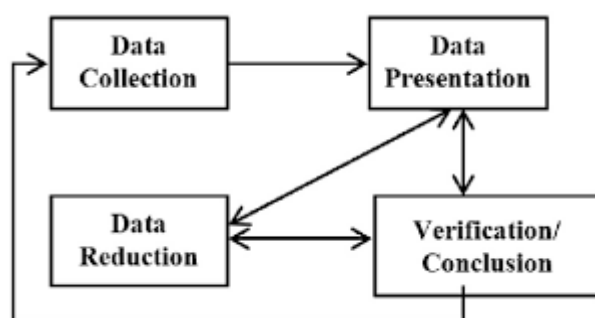 Data
Collection
Data
Presentation
Data
Reduction
Verification/
Conclusion